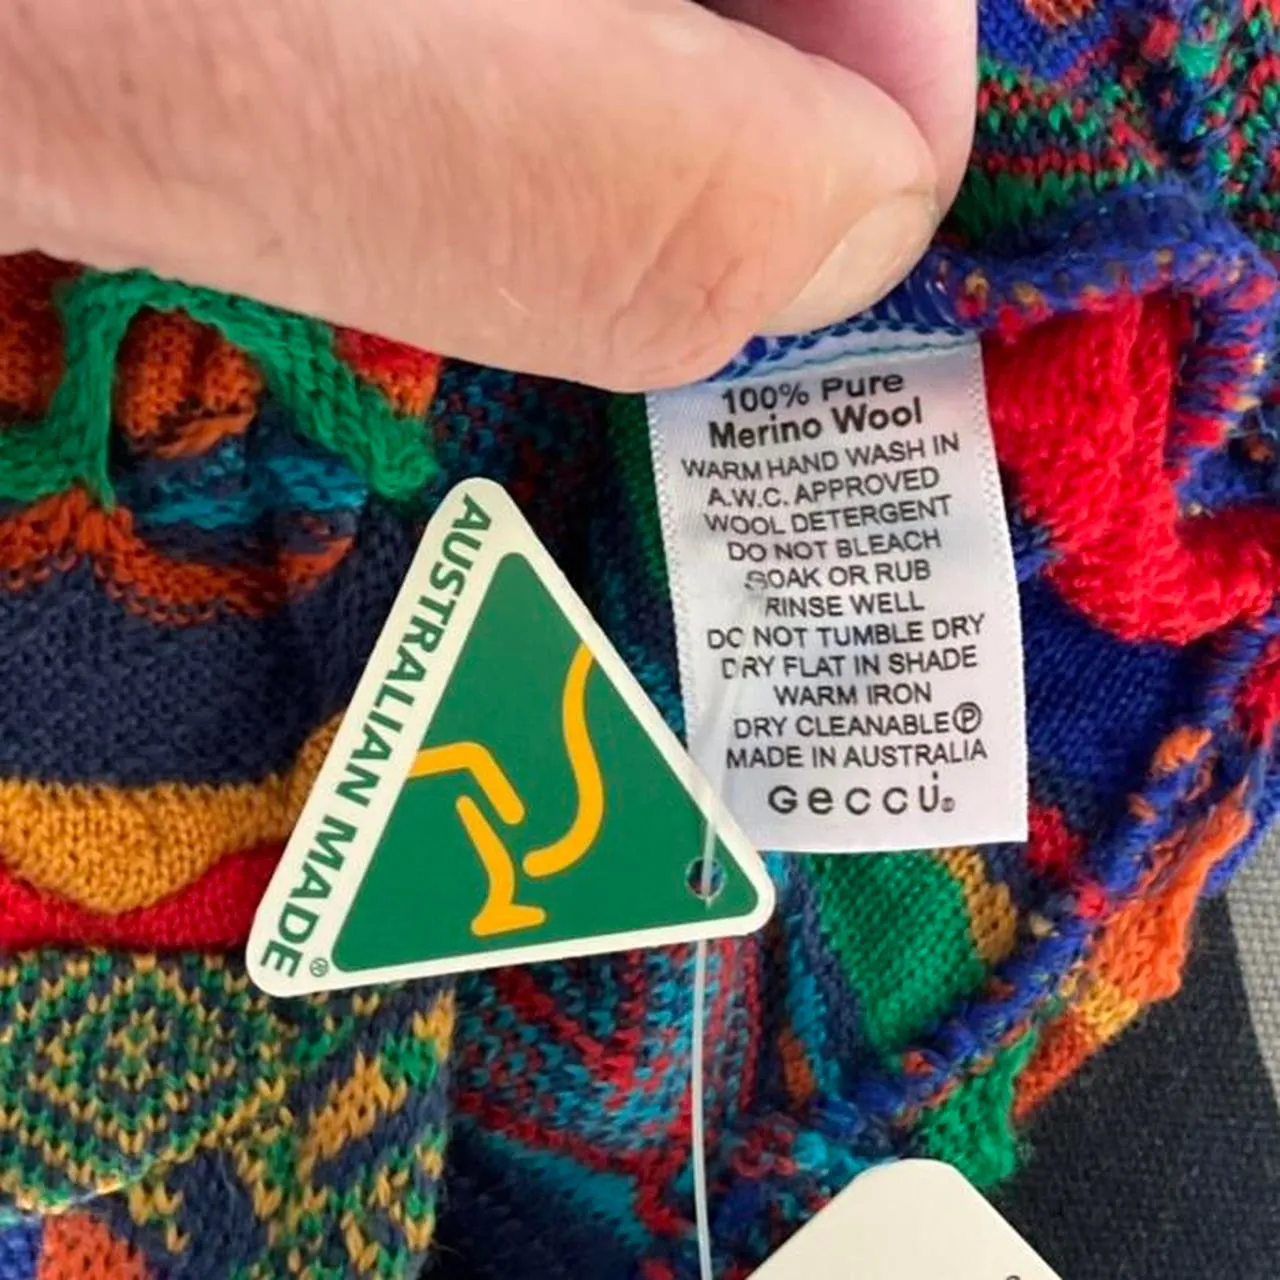 100% Pure
Merino Wool
WARM HAND WASH IN
A.W.C. APPROVED
WOOL DETERGENT
DO NOT BLEACH
SOAK OR RUB
RINSE WELL
DO NOT TUMBLE DRY
DRY FLAT IN SHADE
WARM IRON
DRY CLEANABLE Ⓟ
MADE IN AUSTRALIA
GeccU®
AUSTRALIAN MADE®